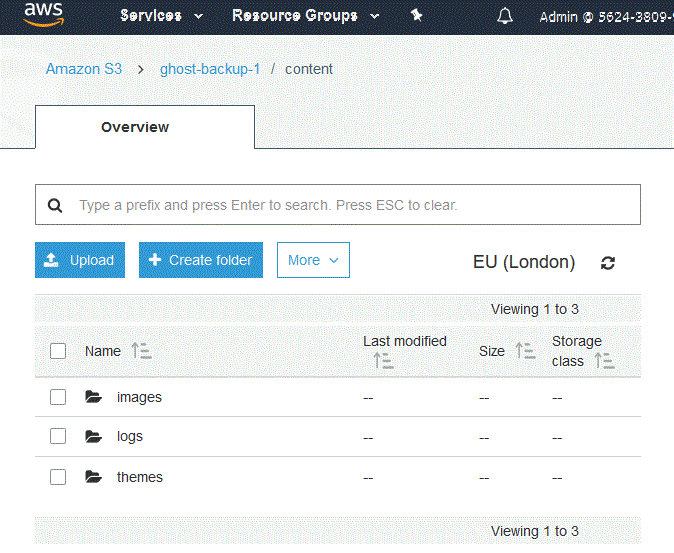 aws Services Resource Groups Admin @ 5624-3809-
Amazon S3 > ghost-backup-1 / content
Overview
Type a prefix and press Enter to search. Press ESC to clear.
Upload + Create folder More EU (London)
Viewing 1 to 3
Name Last modified Size Storage class
images -- -- --
logs -- -- --
themes -- -- --
Viewing 1 to 3